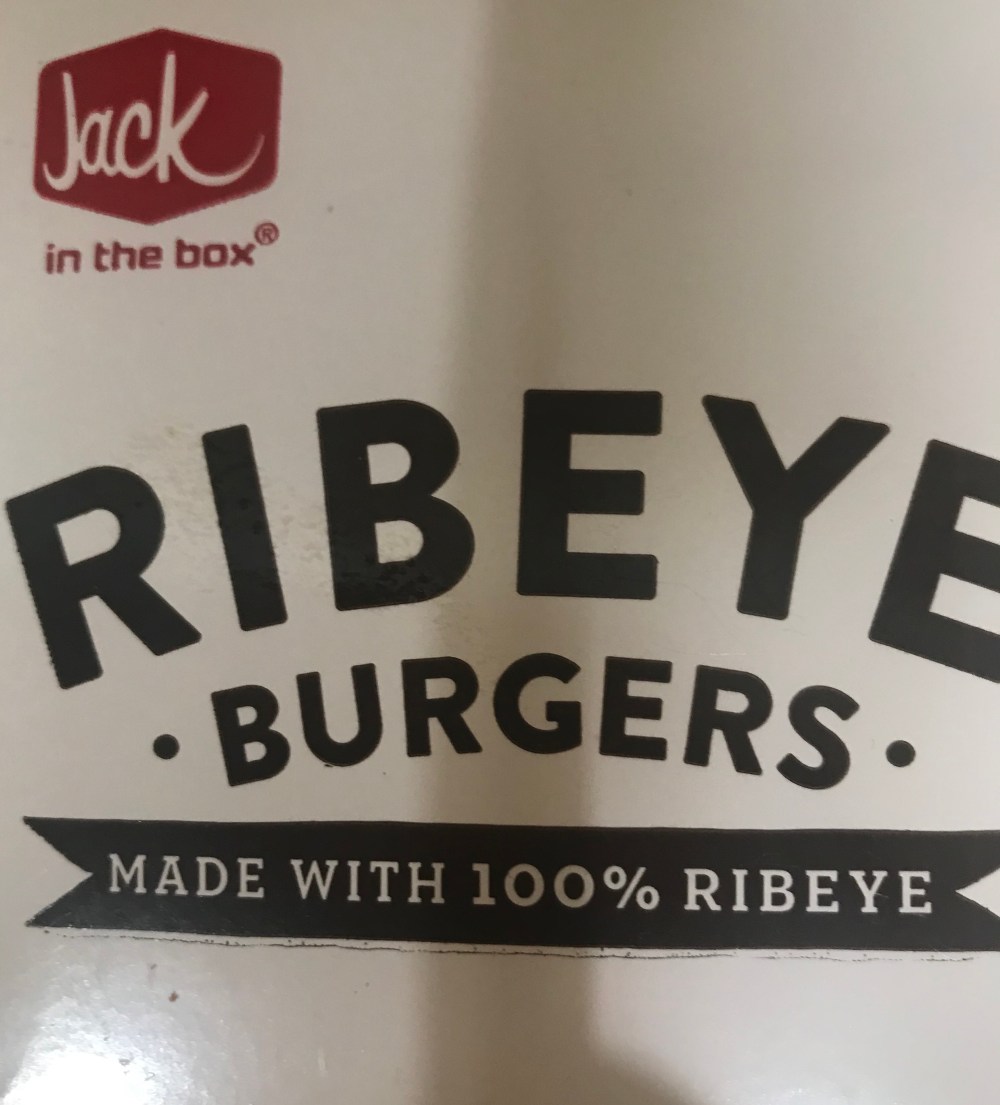 Jack
in the box®
RIBEYE
• BURGERS •
MADE WITH 100% RIBEYE